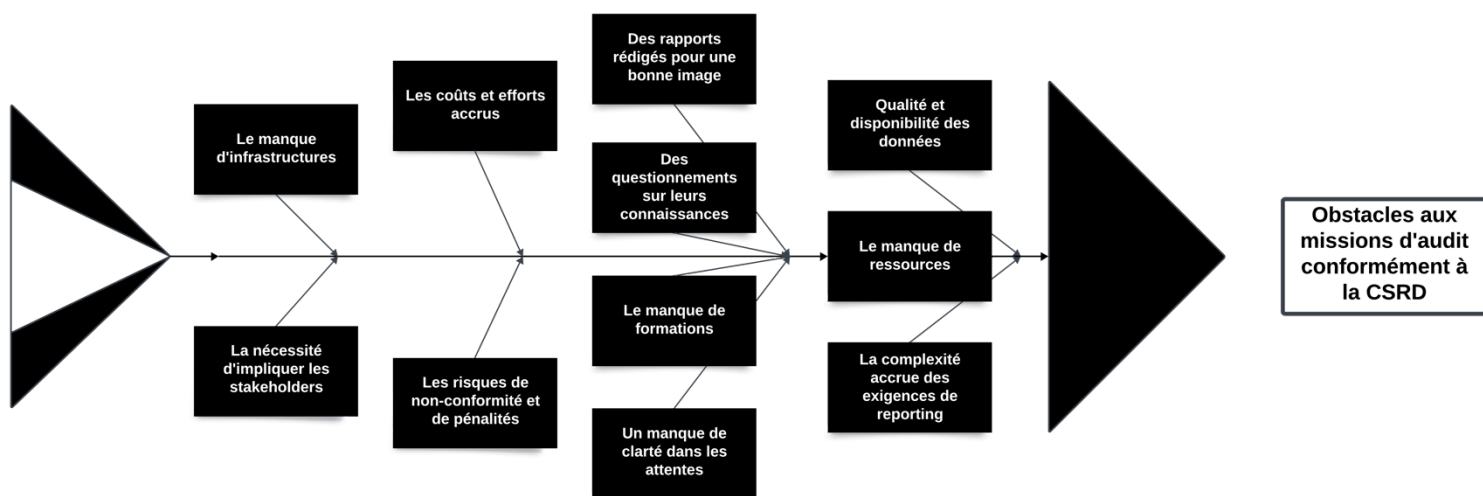 Le manque
d'infrastructures
La nécessité
d'impliquer les
stakeholders
Les coûts et efforts
accrus
Les risques de
non-conformité et
de pénalités
Des rapports
rédigés pour une
bonne image
Des
questionnements
sur leurs
connaissances
Le manque de
formations
Un manque de
clarté dans les
attentes
Qualité et
disponibilité des
données
Le manque de
ressources
La complexité
accrue des
exigences de
reporting
Obstacles aux
missions d'audit
conformément à
la CSRD